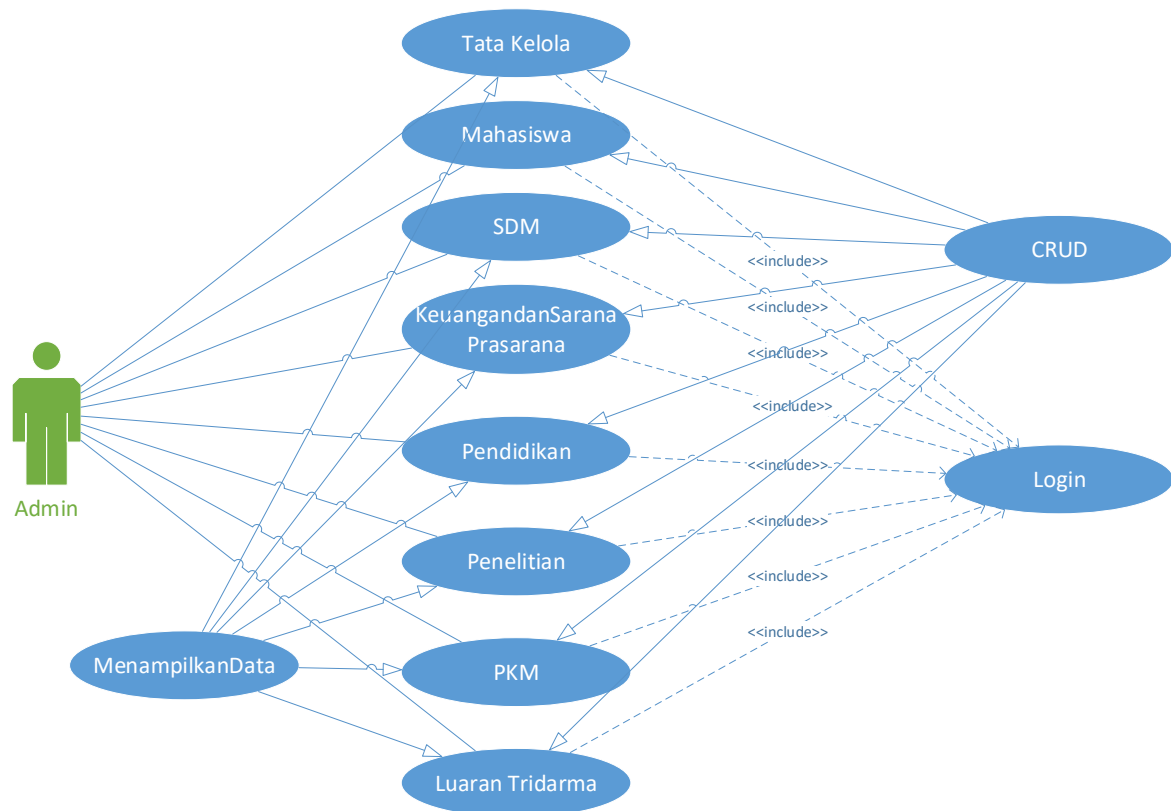 Tata Kelola
Mahasiswa
SDM
CRUD
<<include>>
<<include>>
KeuangandanSarana
Prasarana
<<include>>
<<include>>
Pendidikan
<<include>>
Login
Admin
<<include>>
Penelitian
<<include>>
MenampilkanData
PKM
<<include>>
Luaran Tridarma